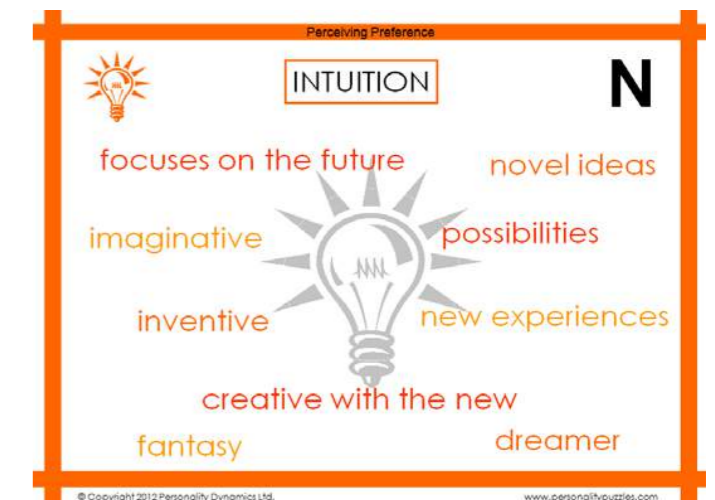 Perceiving Preference
INTUITION
N
focuses on the future
novel ideas
imaginative
possibilities
inventive
new experiences
creative with the new
fantasy
dreamer
© Copyright 2012 Personality Dynamics Ltd.
www.personalitypuzzles.com